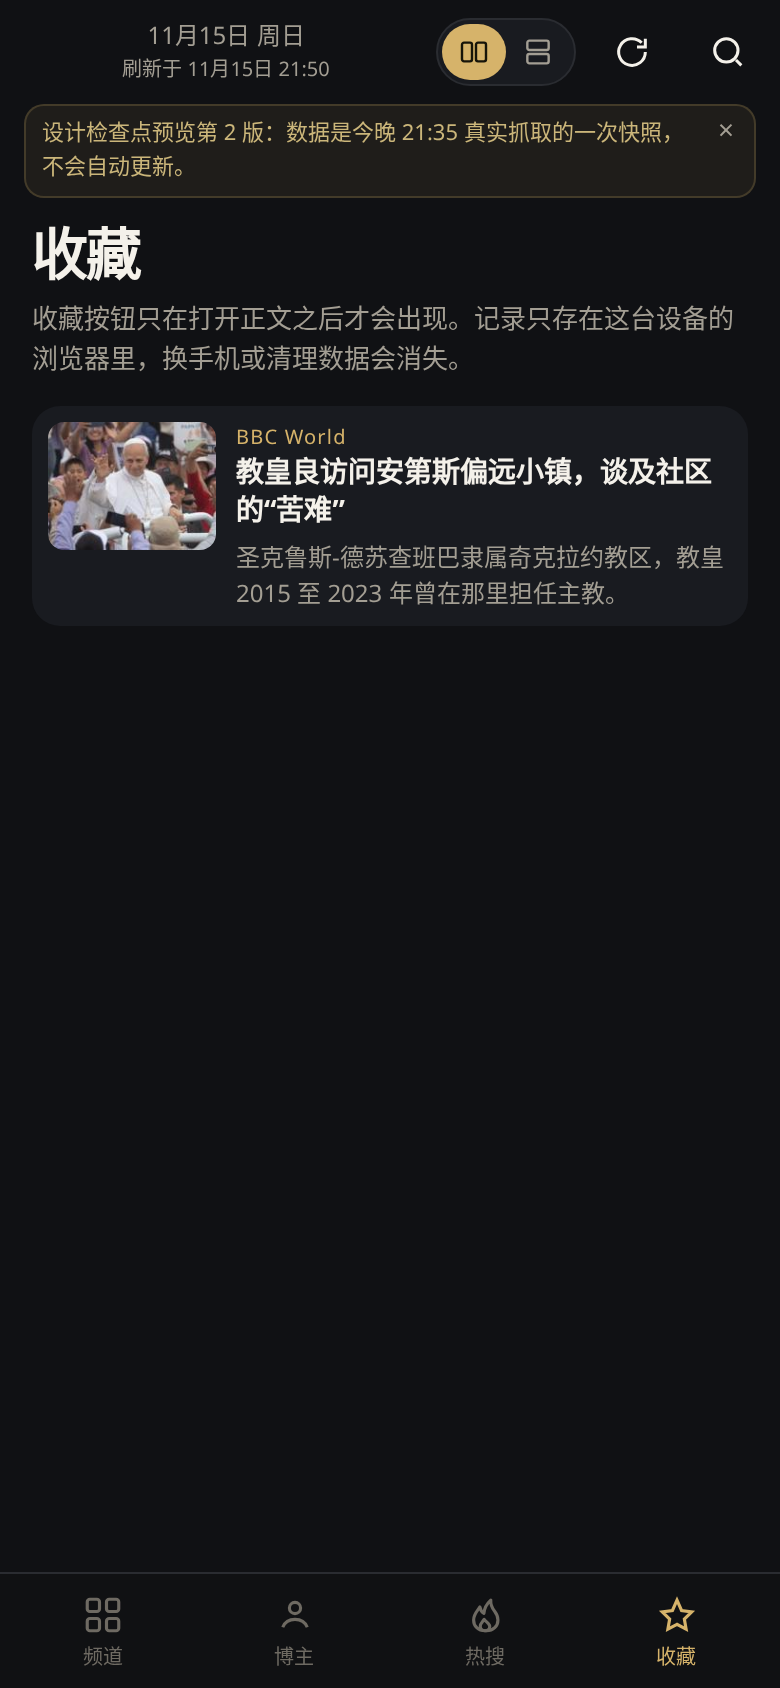 11月15日 周日
刷新于 11月15日 21:50
设计检查点预览第 2 版：数据是今晚 21:35 真实抓取的一次快照，
不会自动更新。
收藏
收藏按钮只在打开正文之后才会出现。记录只存在这台设备的
浏览器里，换手机或清理数据会消失。
BBC World
教皇良访问安第斯偏远小镇，谈及社区
的“苦难”
圣克鲁斯-德苏查班巴隶属奇克拉约教区，教皇
2015 至 2023 年曾在那里担任主教。
频道
博主
热搜
收藏